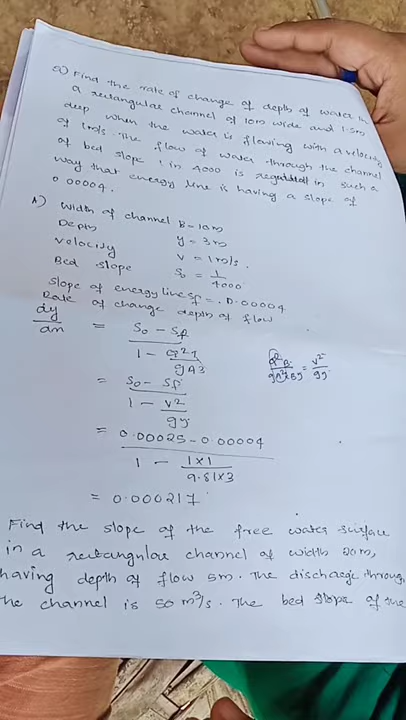 Q) Find the rate of change of depth of water in
a rectangular channel of 10m wide and 1.5m
deep when the water is flowing with a velocity
of 1m/s. The flow of water through the channel
of bed slope 1 in 4000 is regulated in such a
way that energy line is having a slope of
0.00004.
A) Width of channel B = 10m
Depth y = 3m
velocity v = 1m/s.
Bed slope S₀ = 1/4000
Slope of energy line Sf = .0.00004
Rate of change depth of flow
dy/dn = (S₀ - Sf) / (1 - Q²T/gA3)
= (S₀ - Sf) / (1 - V²/gy)
= V²/gy
= (0.00025 - 0.00004) / (1 - (1x1)/(9.81x3))
= 0.000217
Find the slope of the free water surface
in a rectangular channel of width 20m,
having depth of flow 5m. The discharge through
the channel is 50 m³/s. The bed slope of the